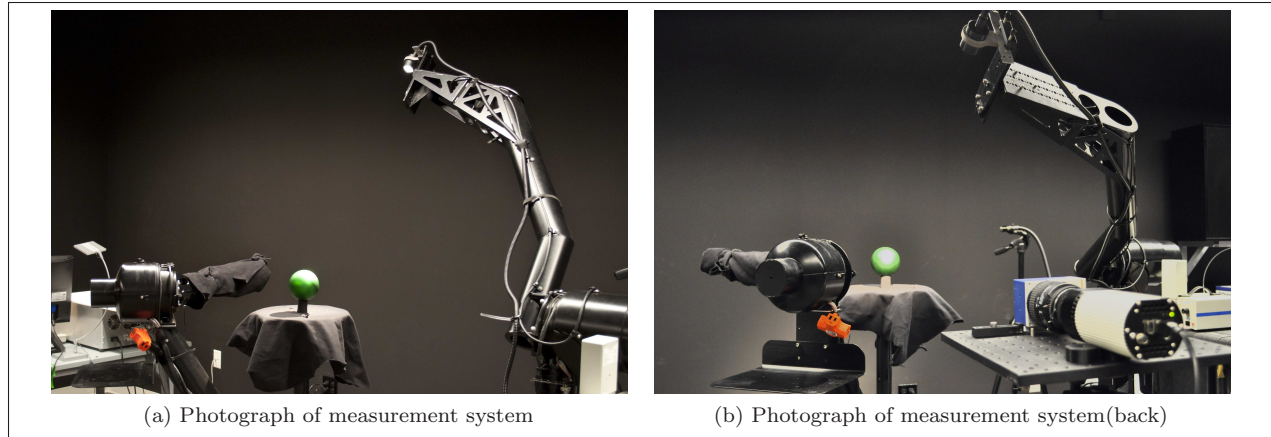 (a) Photograph of measurement system
(b) Photograph of measurement system(back)